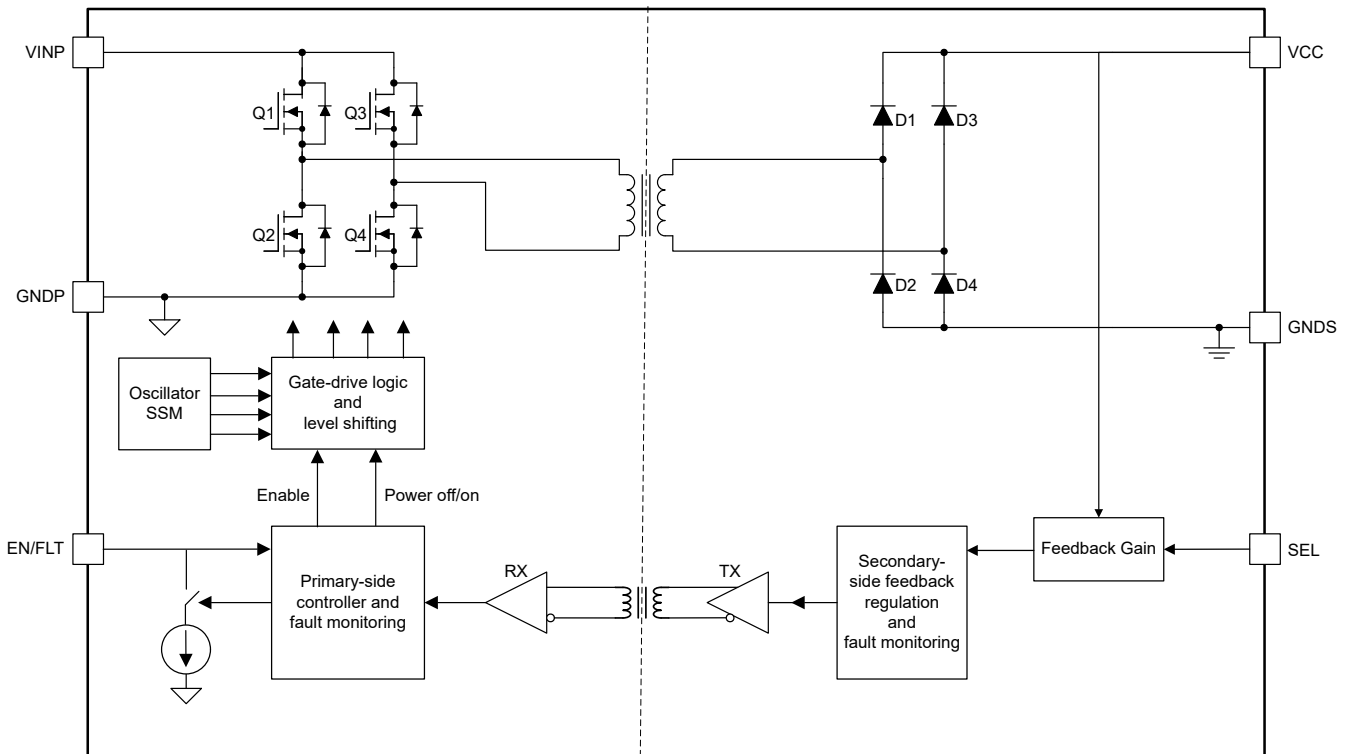 VINP
VCC
Q1
Q3
D1
D3
Q2
Q4
D2
D4
GNDP
GNDS
Oscillator
SSM
Gate-drive logic
and
level shifting
Enable
Power off/on
EN/FLT
Primary-side
controller and
fault monitoring
RX
TX
Secondary-
side feedback
regulation
and
fault monitoring
Feedback Gain
SEL